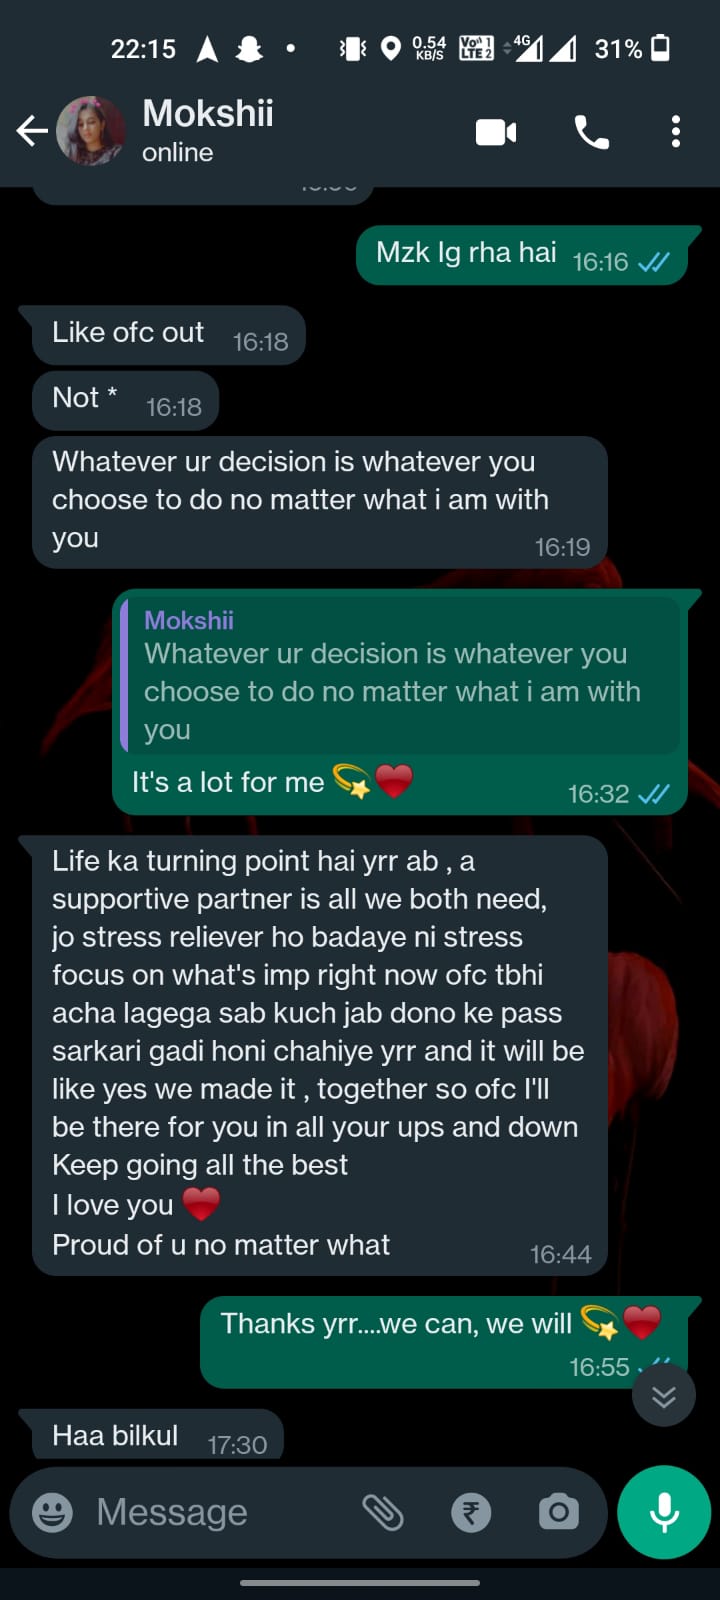 22:15
0.54
KB/S
Vo 1
LTE 2
4G
31%
Mokshii
online
Mzk lg rha hai 16:16
Like ofc out 16:18
Not * 16:18
Whatever ur decision is whatever you
choose to do no matter what i am with
you
16:19
Mokshii
Whatever ur decision is whatever you
choose to do no matter what i am with
you
It's a lot for me 💫♥️
16:32
Life ka turning point hai yrr ab , a
supportive partner is all we both need,
jo stress reliever ho badaye ni stress
focus on what's imp right now ofc tbhi
acha lagega sab kuch jab dono ke pass
sarkari gadi honi chahiye yrr and it will be
like yes we made it , together so ofc I'll
be there for you in all your ups and down
Keep going all the best
I love you ♥️
Proud of u no matter what
16:44
Thanks yrr....we can, we will 💫♥️
16:55
Haa bilkul 17:30
Message